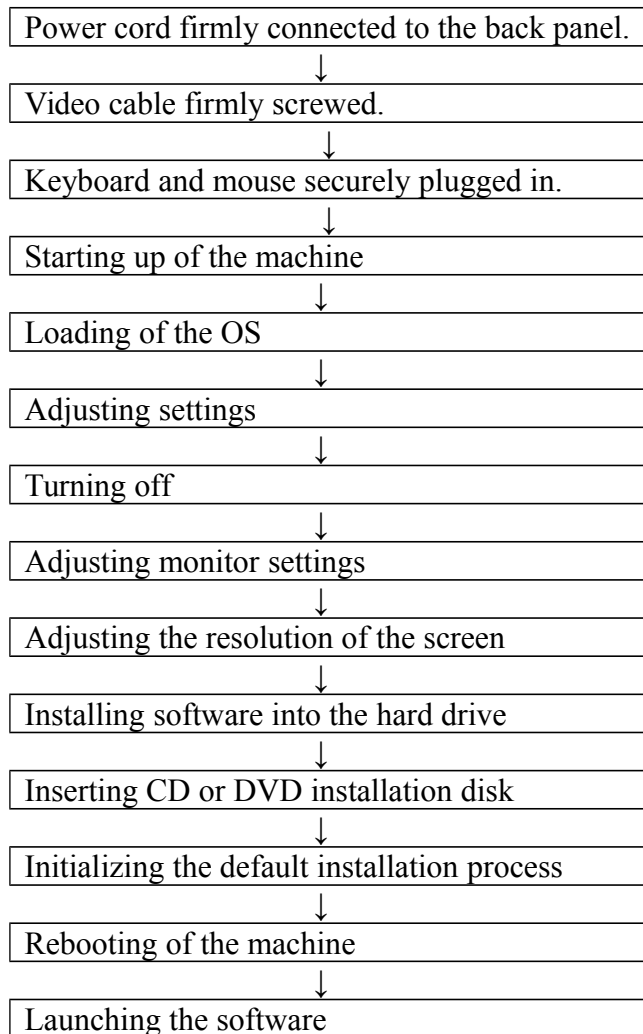 Power cord firmly connected to the back panel.
↓
Video cable firmly screwed.
↓
Keyboard and mouse securely plugged in.
↓
Starting up of the machine
↓
Loading of the OS
↓
Adjusting settings
↓
Turning off
↓
Adjusting monitor settings
↓
Adjusting the resolution of the screen
↓
Installing software into the hard drive
↓
Inserting CD or DVD installation disk
↓
Initializing the default installation process
↓
Rebooting of the machine
↓
Launching the software